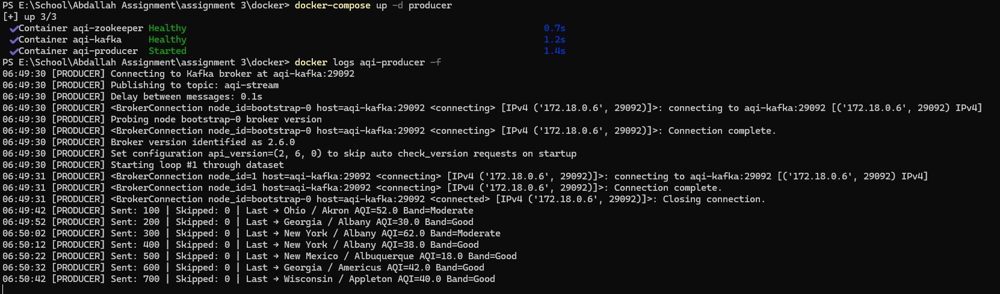 PS E:\School\Abdallah Assignment\assignment 3\docker> docker-compose up -d producer
[+] up 3/3
✔Container aqi-zookeeper Healthy 0.7s
✔Container aqi-kafka Healthy 1.2s
✔Container aqi-producer Started 1.4s
PS E:\School\Abdallah Assignment\assignment 3\docker> docker logs aqi-producer -f
06:49:30 [PRODUCER] Connecting to Kafka broker at aqi-kafka:29092
06:49:30 [PRODUCER] Publishing to topic: aqi-stream
06:49:30 [PRODUCER] Delay between messages: 0.1s
06:49:30 [PRODUCER] <BrokerConnection node_id=bootstrap-0 host=aqi-kafka:29092 <connecting> [IPv4 ('172.18.0.6', 29092)]>: connecting to aqi-kafka:29092 [('172.18.0.6', 29092) IPv4]
06:49:30 [PRODUCER] Probing node bootstrap-0 broker version
06:49:30 [PRODUCER] <BrokerConnection node_id=bootstrap-0 host=aqi-kafka:29092 <connecting> [IPv4 ('172.18.0.6', 29092)]>: Connection complete.
06:49:30 [PRODUCER] Broker version identified as 2.6.0
06:49:30 [PRODUCER] Set configuration api_version=(2, 6, 0) to skip auto check_version requests on startup
06:49:30 [PRODUCER] Starting loop #1 through dataset
06:49:31 [PRODUCER] <BrokerConnection node_id=1 host=aqi-kafka:29092 <connecting> [IPv4 ('172.18.0.6', 29092)]>: connecting to aqi-kafka:29092 [('172.18.0.6', 29092) IPv4]
06:49:31 [PRODUCER] <BrokerConnection node_id=1 host=aqi-kafka:29092 <connecting> [IPv4 ('172.18.0.6', 29092)]>: Connection complete.
06:49:31 [PRODUCER] <BrokerConnection node_id=bootstrap-0 host=aqi-kafka:29092 <connected> [IPv4 ('172.18.0.6', 29092)]>: Closing connection.
06:49:42 [PRODUCER] Sent: 100 | Skipped: 0 | Last → Ohio / Akron AQI=52.0 Band=Moderate
06:49:52 [PRODUCER] Sent: 200 | Skipped: 0 | Last → Georgia / Albany AQI=30.0 Band=Good
06:50:02 [PRODUCER] Sent: 300 | Skipped: 0 | Last → New York / Albany AQI=62.0 Band=Moderate
06:50:12 [PRODUCER] Sent: 400 | Skipped: 0 | Last → New York / Albany AQI=38.0 Band=Good
06:50:22 [PRODUCER] Sent: 500 | Skipped: 0 | Last → New Mexico / Albuquerque AQI=18.0 Band=Good
06:50:32 [PRODUCER] Sent: 600 | Skipped: 0 | Last → Georgia / Americus AQI=42.0 Band=Good
06:50:42 [PRODUCER] Sent: 700 | Skipped: 0 | Last → Wisconsin / Appleton AQI=40.0 Band=Good